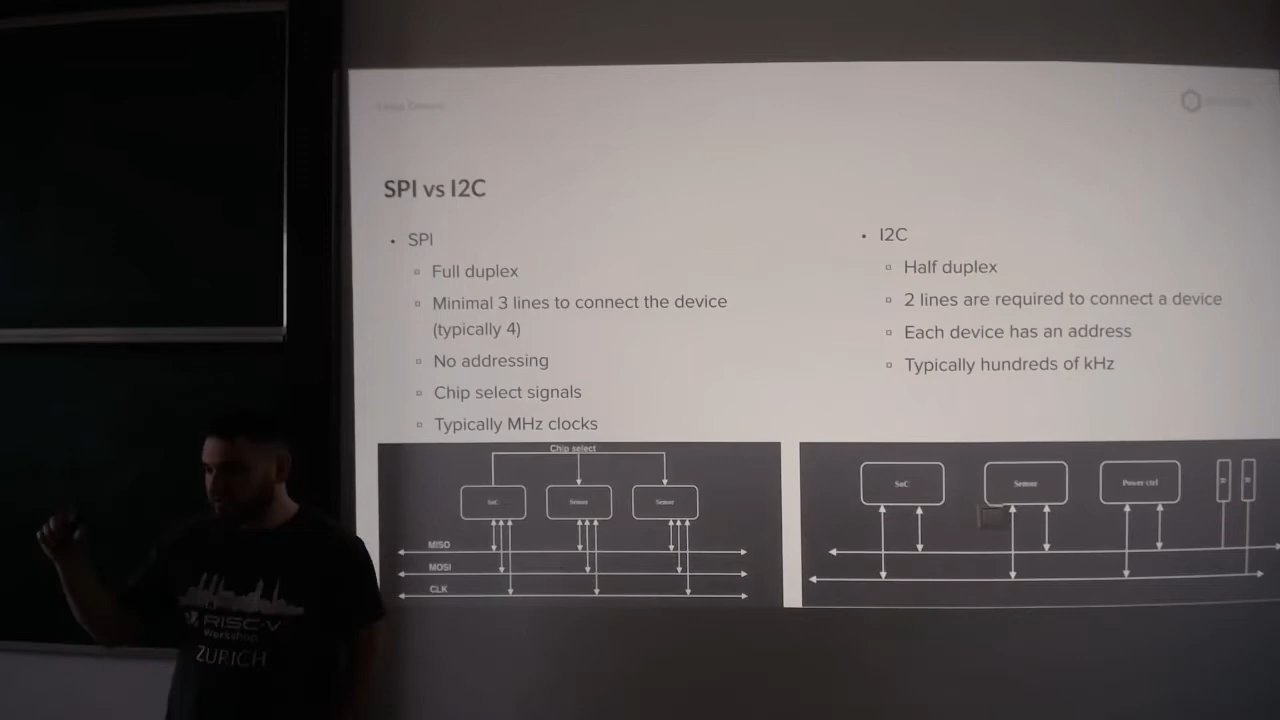 SPI vs I2C
• SPI
▫ Full duplex
▫ Minimal 3 lines to connect the device
(typically 4)
▫ No addressing
▫ Chip select signals
▫ Typically MHz clocks
• I2C
▫ Half duplex
▫ 2 lines are required to connect a device
▫ Each device has an address
▫ Typically hundreds of kHz
Chip select
SoC Sensor Sensor
MISO
MOSI
CLK
SoC Sensor Power ctrl
RISC-V
Workshop
ZURICH